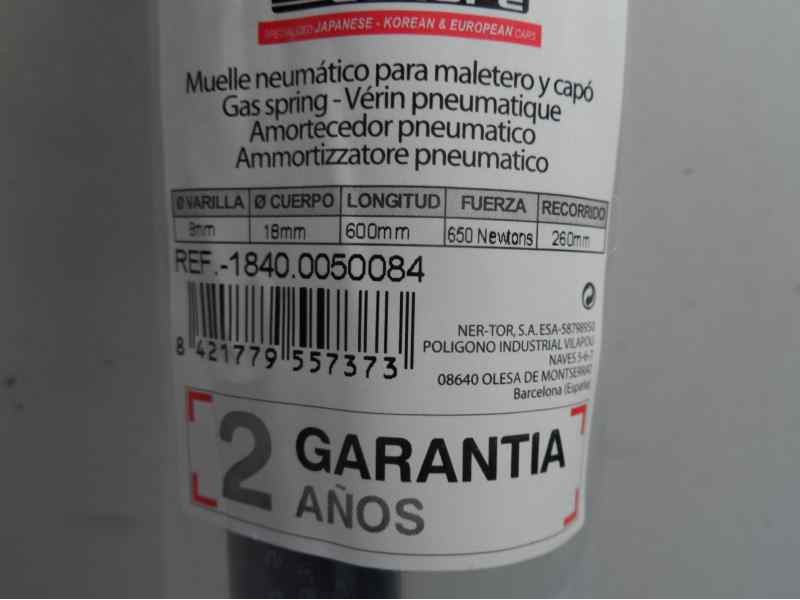 SPECIALIZED JAPANESE - KOREAN & EUROPEAN CARS
Muelle neumático para maletero y capó
Gas spring - Vérin pneumatique
Amortecedor pneumatico
Ammortizzatore pneumatico
Ø VARILLA Ø CUERPO LONGITUD FUERZA RECORRIDO
8mm 18mm 600mm 650 Newtons 260mm
REF.-1840.0050084
8 421779 557373
NER-TOR, S.A. ESA-58798950
POLIGONO INDUSTRIAL VILAPOU
NAVES 5-6-7
08640 OLESA DE MONTSERRAT
Barcelona (España)
2 GARANTIA
AÑOS